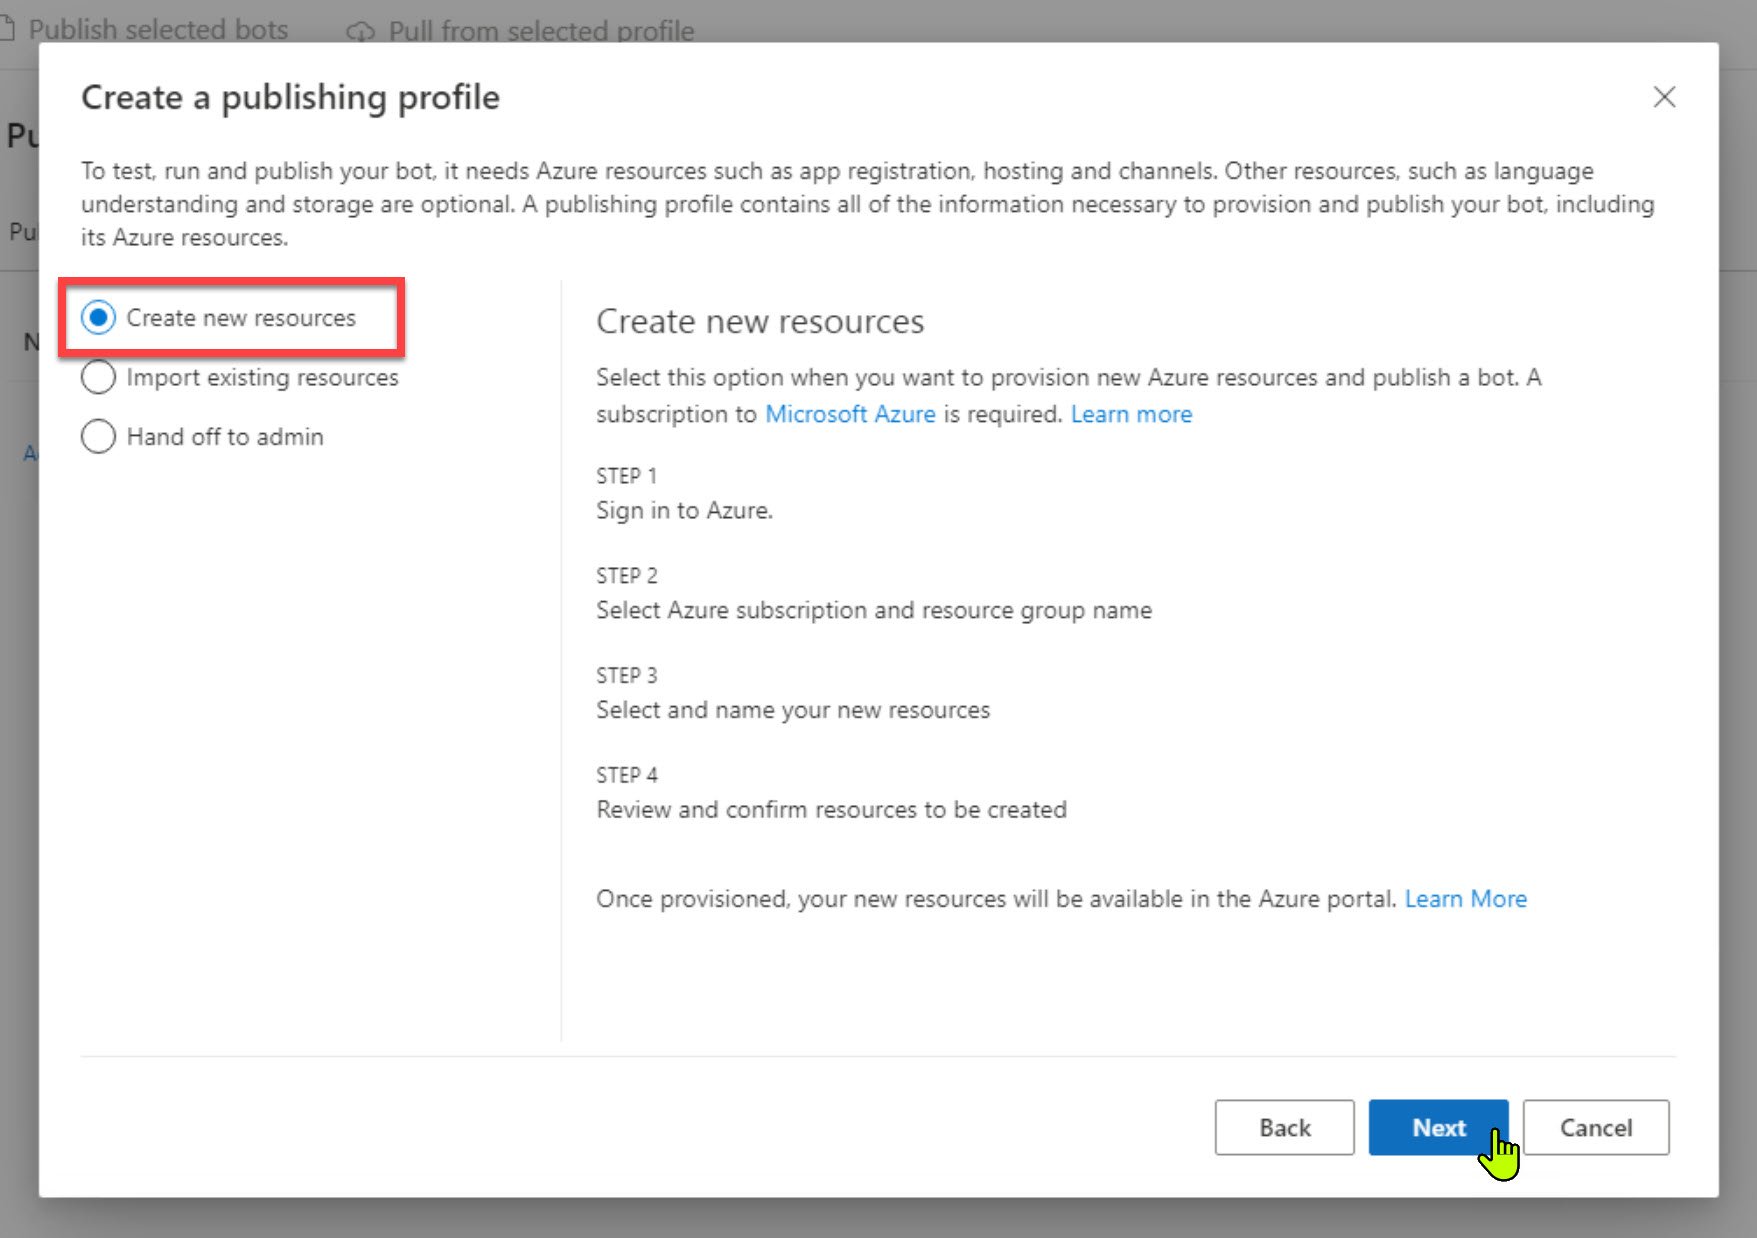 Publish selected bots
Pull from selected profile
Create a publishing profile
To test, run and publish your bot, it needs Azure resources such as app registration, hosting and channels. Other resources, such as language
understanding and storage are optional. A publishing profile contains all of the information necessary to provision and publish your bot, including
its Azure resources.
Create new resources
Import existing resources
Hand off to admin
Create new resources
Select this option when you want to provision new Azure resources and publish a bot. A
subscription to Microsoft Azure is required. Learn more
STEP 1
Sign in to Azure.
STEP 2
Select Azure subscription and resource group name
STEP 3
Select and name your new resources
STEP 4
Review and confirm resources to be created
Once provisioned, your new resources will be available in the Azure portal. Learn More
Back
Next
Cancel